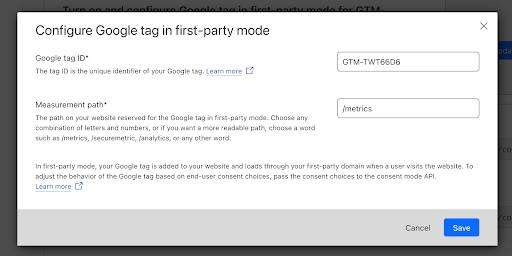 Turn on and configure Google tag in first-party mode for GTM-
Configure Google tag in first-party mode
Google tag ID*
The tag ID is the unique identifier of your Google tag. Learn more
GTM-TWT66D6
Measurement path*
The path on your website reserved for the Google tag in first-party mode. Choose any
combination of letters and numbers, or if you want a more readable path, choose a word
such as /metrics, /securemetric, /analytics, or any other word.
/metrics
In first-party mode, your Google tag is added to your website and loads through your first-party domain when a user visits the website. To
adjust the behavior of the Google tag based on end-user consent choices, pass the consent choices to the consent mode API.
Learn more
Cancel
Save